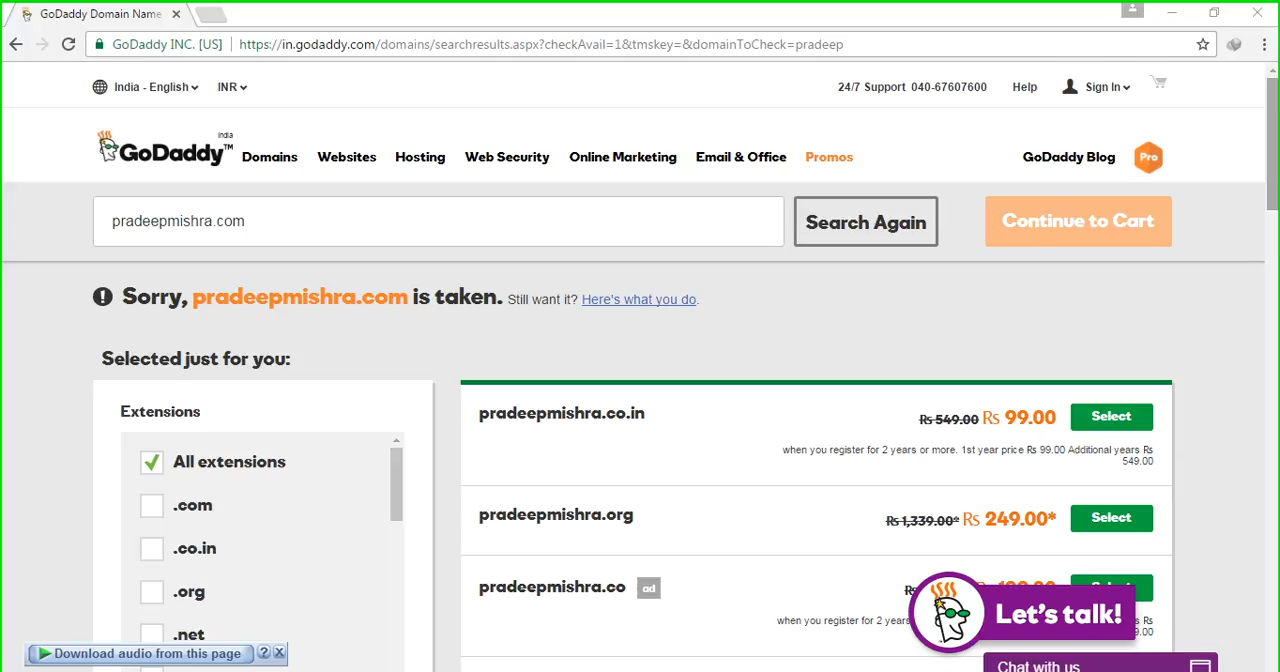 GoDaddy Domain Name
GoDaddy INC. [US] https://in.godaddy.com/domains/searchresults.aspx?checkAvail=1&tmskey=&domainToCheck=pradeep
India - English INR 24/7 Support 040-67607600 Help Sign In
India
GoDaddy™ Domains Websites Hosting Web Security Online Marketing Email & Office Promos GoDaddy Blog Pro
pradeepmishra.com Search Again Continue to Cart
Sorry, pradeepmishra.com is taken. Still want it? Here's what you do.
Selected just for you:
Extensions
All extensions
.com
.co.in
.org
.net
pradeepmishra.co.in Rs 549.00 Rs 99.00 Select
when you register for 2 years or more. 1st year price Rs 99.00 Additional years Rs
549.00
pradeepmishra.org Rs 1,339.00* Rs 249.00* Select
pradeepmishra.co ad
when you register for 2 years
Let's talk!
Chat with us
Download audio from this page ? X